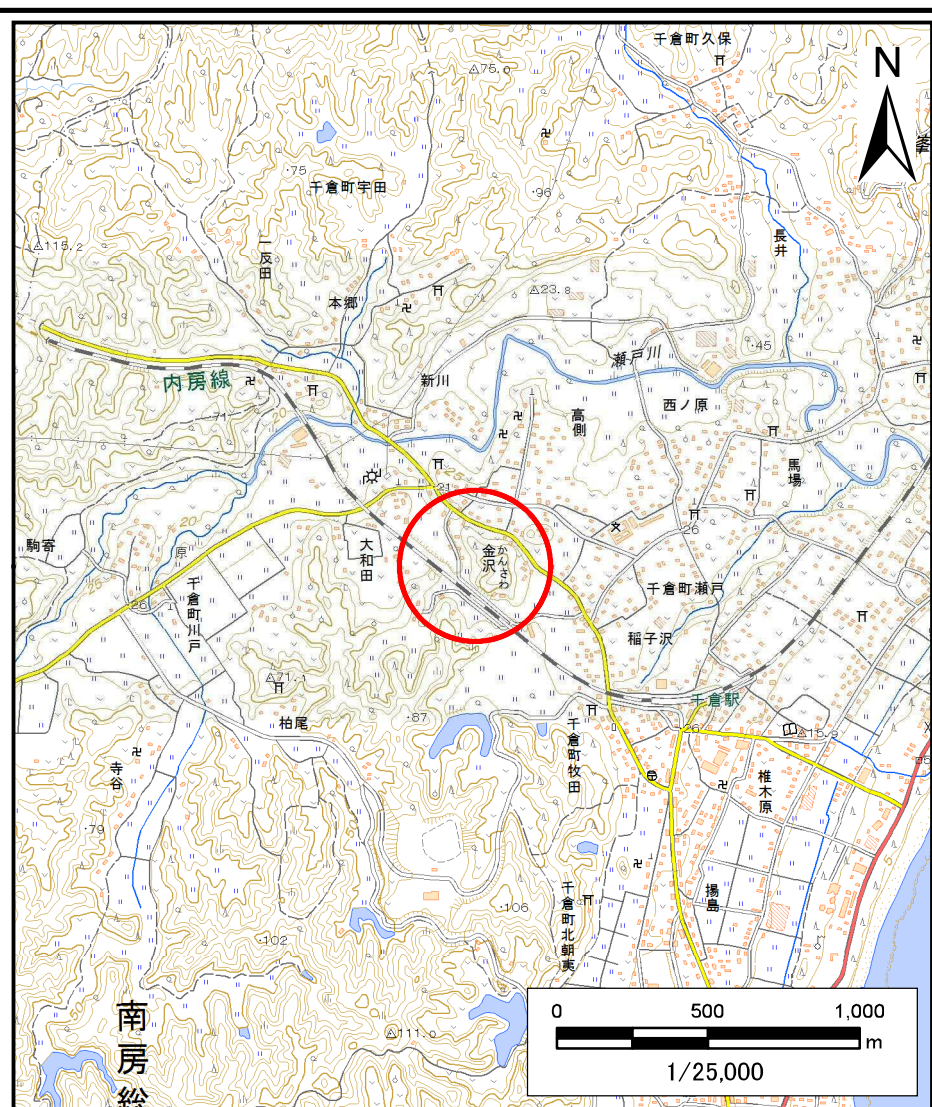 千倉町久保
N
75.0
75
千倉町宇田
96
115.2
一反田
長井
本郷
23.8
瀬戸川
45
内房線
新川
西ノ原
高側
71
馬場
21
26
駒寄
原
大和田
金沢
かんざわ
千倉町瀬戸
千倉町川戸
26
稲子沢
71.1
千倉駅
柏尾
87
千倉町牧田
26
15.9
寺谷
椎木原
79
揚島
106
千倉町北朝夷
102
南房総
111.0
0 500 1,000
m
1/25,000